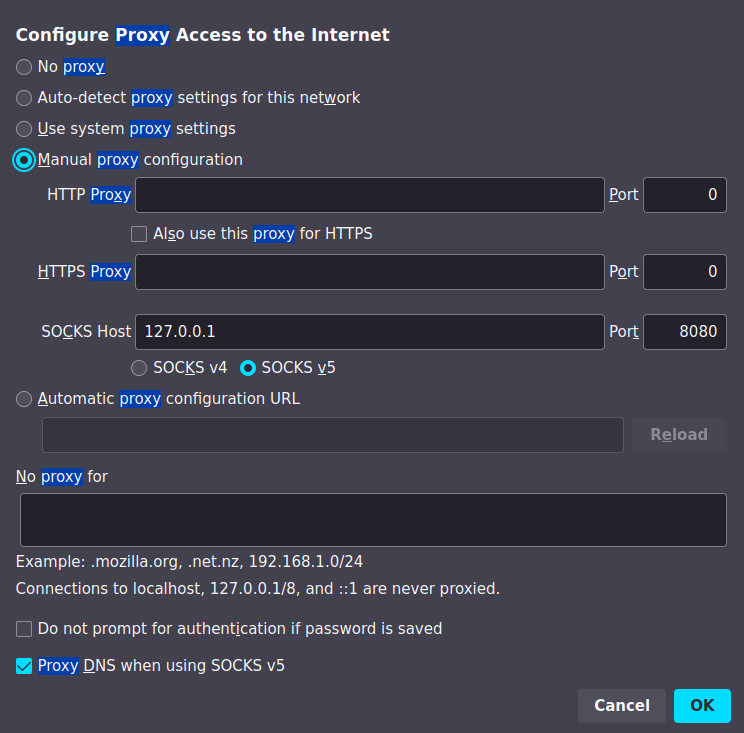 Configure Proxy Access to the Internet
No proxy
Auto-detect proxy settings for this network
Use system proxy settings
Manual proxy configuration
HTTP Proxy Port 0
Also use this proxy for HTTPS
HTTPS Proxy Port 0
SOCKS Host 127.0.0.1 Port 8080
SOCKS v4 SOCKS v5
Automatic proxy configuration URL
Reload
No proxy for
Example: .mozilla.org, .net.nz, 192.168.1.0/24
Connections to localhost, 127.0.0.1/8, and ::1 are never proxied.
Do not prompt for authentication if password is saved
Proxy DNS when using SOCKS v5
Cancel OK